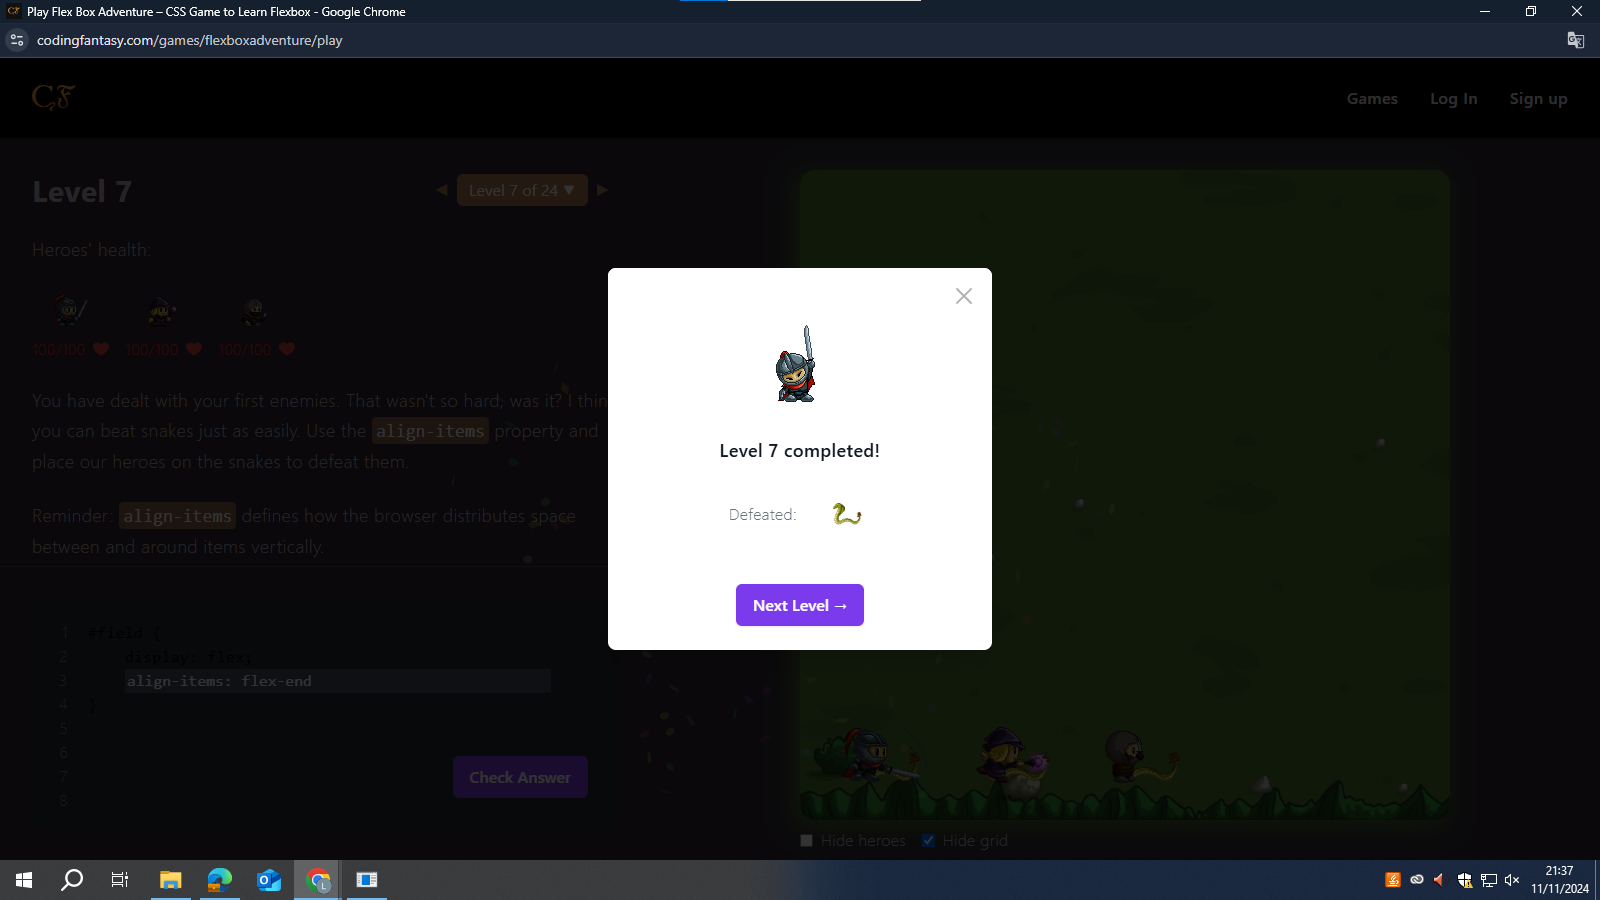 Play Flex Box Adventure – CSS Game to Learn Flexbox - Google Chrome
codingfantasy.com/games/flexboxadventure/play
CF
Games
Log In
Sign up
Level 7
◀ Level 7 of 24 ▼ ▶
Heroes' health:
100/100
100/100
100/100
You have dealt with your first enemies. That wasn't so hard, was it? I thin
you can beat snakes just as easily. Use the align-items property and
place our heroes on the snakes to defeat them.
Reminder: align-items defines how the browser distributes space
between and around items vertically.
1 #field {
2 display: flex;
3 align-items: flex-end
4 }
5
6
7
8
Check Answer
Level 7 completed!
Defeated:
Next Level →
Hide heroes
Hide grid
L
21:37
11/11/2024